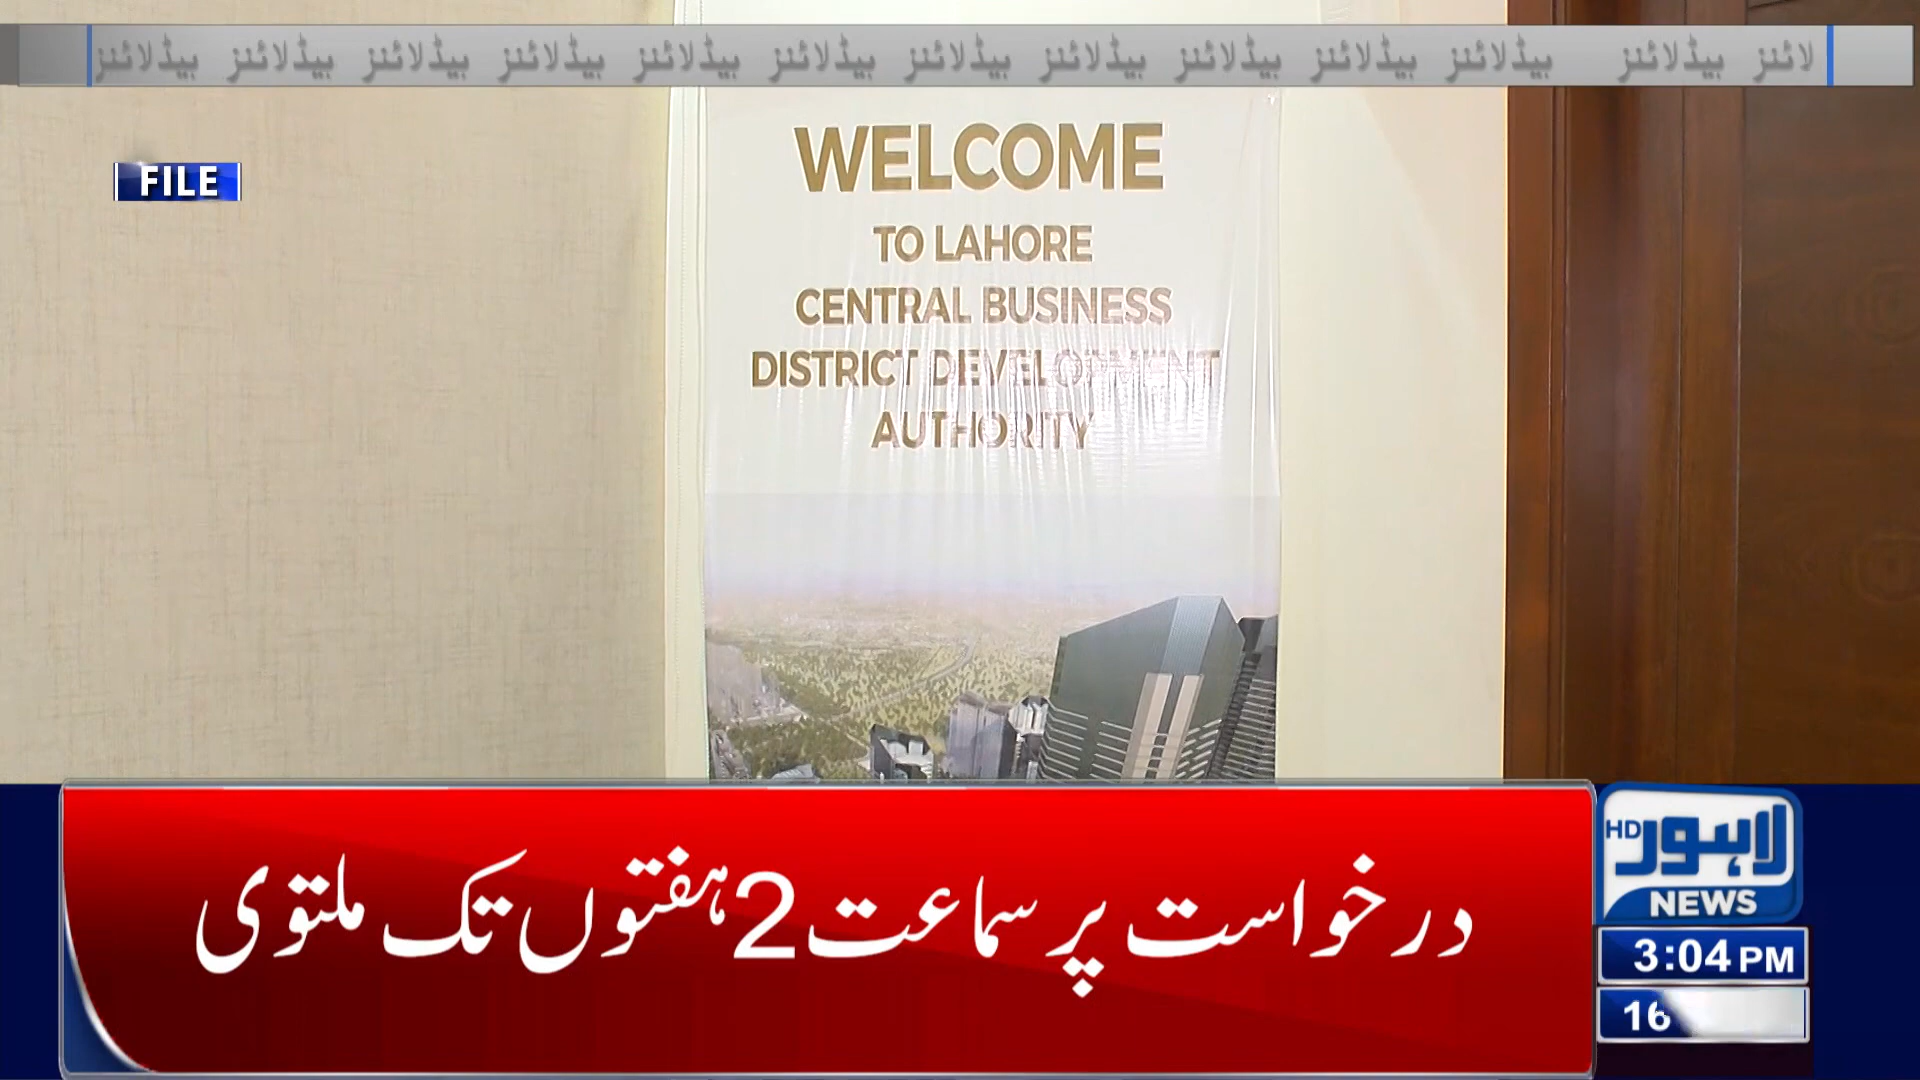 ہیڈلائنز ہیڈلائنز ہیڈلائنز ہیڈلائنز ہیڈلائنز ہیڈلائنز ہیڈلائنز ہیڈلائنز ہیڈلائنز ہیڈلائنز ہیڈلائنز ہیڈلائنز
FILE
WELCOME
TO LAHORE
CENTRAL BUSINESS
DISTRICT DEVELOPMENT
AUTHORITY
درخواست پر سماعت 2 ہفتوں تک ملتوی
لاہور HD
NEWS
3:04 PM
16